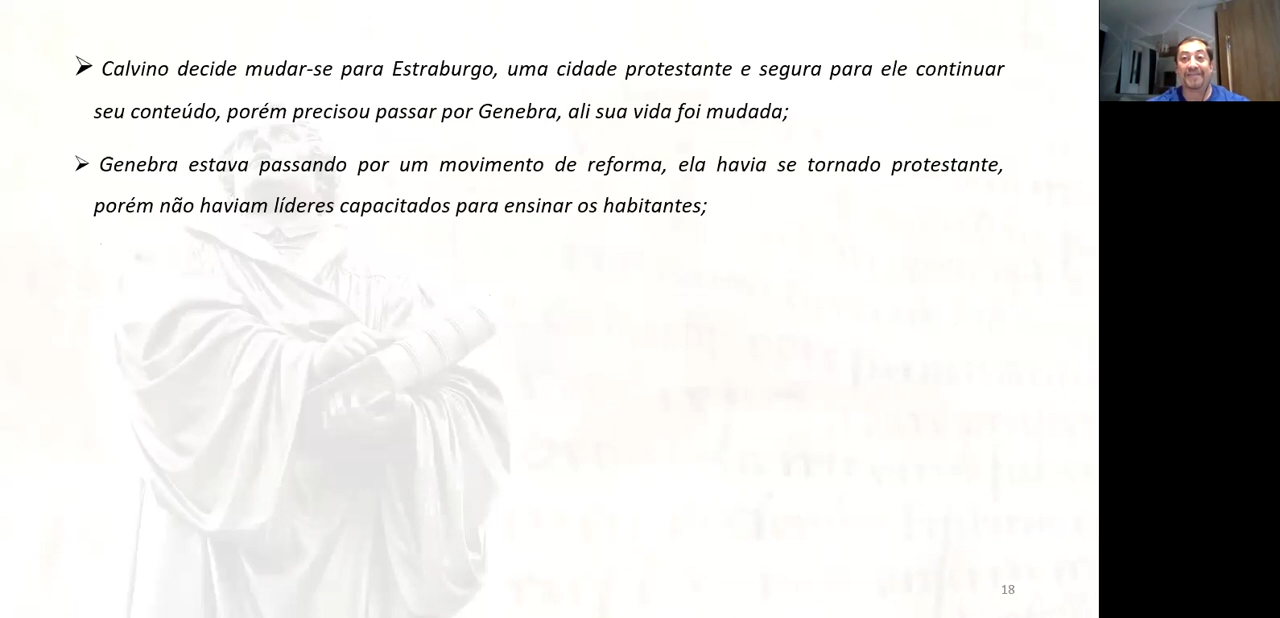 ➢ Calvino decide mudar-se para Estraburgo, uma cidade protestante e segura para ele continuar
seu conteúdo, porém precisou passar por Genebra, ali sua vida foi mudada;
➢ Genebra estava passando por um movimento de reforma, ela havia se tornado protestante,
porém não haviam líderes capacitados para ensinar os habitantes;
18